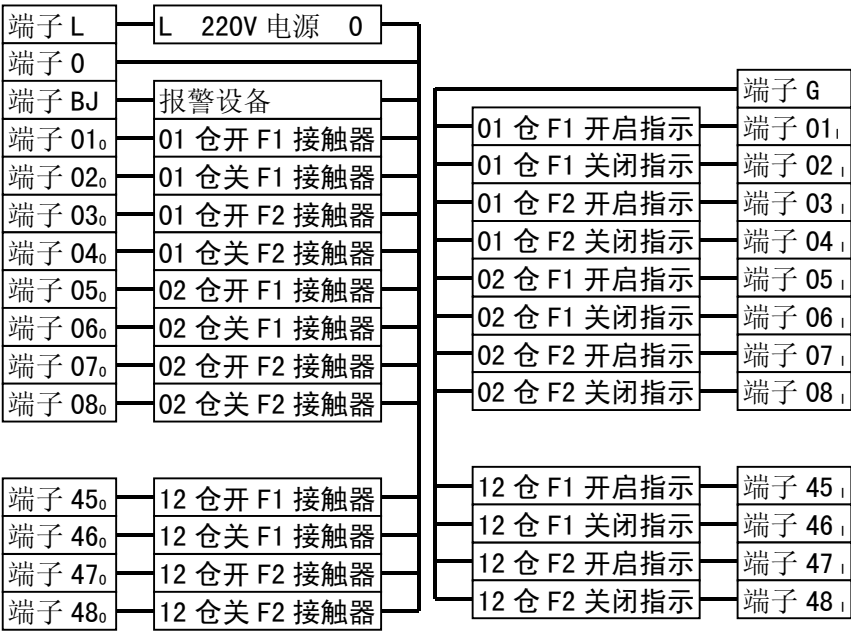 端子 L L 220V 电源 0
端子 0
端子 BJ 报警设备
端子 01₀ 01 仓开 F1 接触器
端子 02₀ 01 仓关 F1 接触器
端子 03₀ 01 仓开 F2 接触器
端子 04₀ 01 仓关 F2 接触器
端子 05₀ 02 仓开 F1 接触器
端子 06₀ 02 仓关 F1 接触器
端子 07₀ 02 仓开 F2 接触器
端子 08₀ 02 仓关 F2 接触器
端子 45₀ 12 仓开 F1 接触器
端子 46₀ 12 仓关 F1 接触器
端子 47₀ 12 仓开 F2 接触器
端子 48₀ 12 仓关 F2 接触器
端子 G
01 仓 F1 开启指示 端子 01I
01 仓 F1 关闭指示 端子 02I
01 仓 F2 开启指示 端子 03I
01 仓 F2 关闭指示 端子 04I
02 仓 F1 开启指示 端子 05I
02 仓 F1 关闭指示 端子 06I
02 仓 F2 开启指示 端子 07I
02 仓 F2 关闭指示 端子 08I
12 仓 F1 开启指示 端子 45I
12 仓 F1 关闭指示 端子 46I
12 仓 F2 开启指示 端子 47I
12 仓 F2 关闭指示 端子 48I